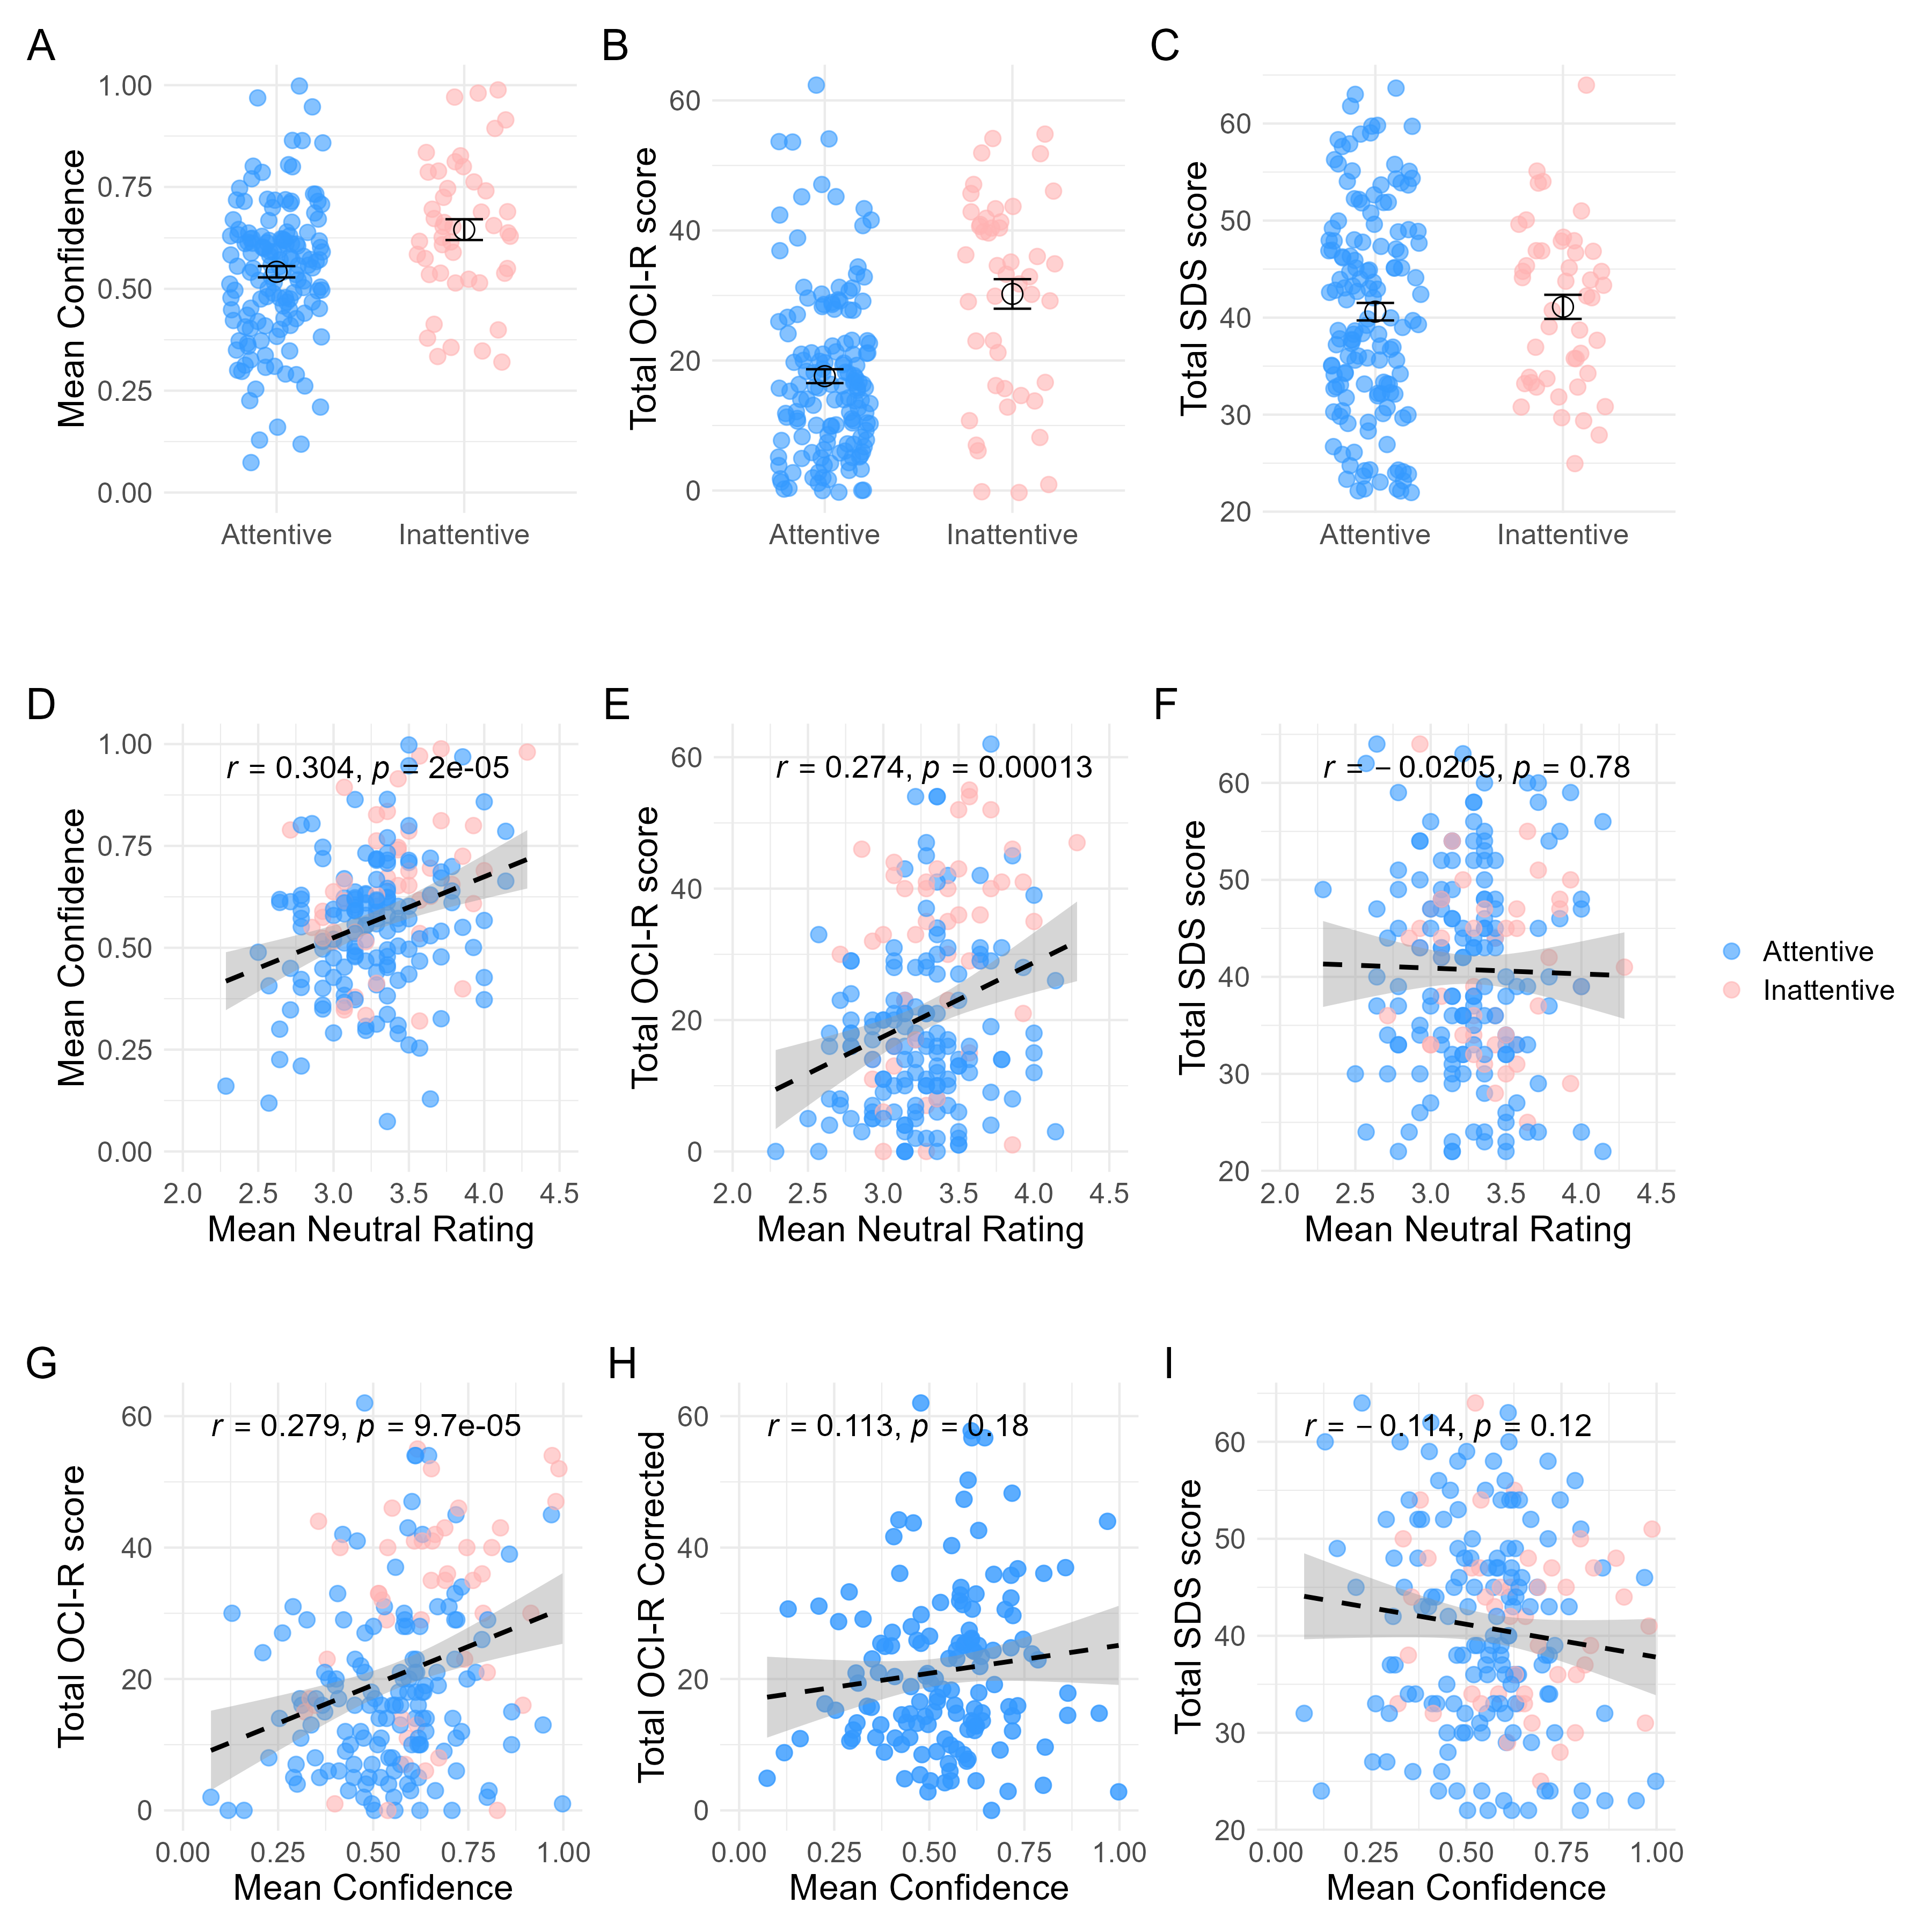 A
B
C
1.00
0.75
0.50
0.25
0.00
Mean Confidence
Attentive
Inattentive
60
40
20
0
Total OCI-R score
Attentive
Inattentive
60
50
40
30
20
Total SDS score
Attentive
Inattentive
D
E
F
r = 0.304, p = 2e-05
1.00
0.75
0.50
0.25
0.00
Mean Confidence
2.0 2.5 3.0 3.5 4.0 4.5
Mean Neutral Rating
r = 0.274, p = 0.00013
60
40
20
0
Total OCI-R score
2.0 2.5 3.0 3.5 4.0 4.5
Mean Neutral Rating
r = − 0.0205, p = 0.78
60
50
40
30
20
Total SDS score
2.0 2.5 3.0 3.5 4.0 4.5
Mean Neutral Rating
Attentive
Inattentive
G
H
I
r = 0.279, p = 9.7e-05
60
40
20
0
Total OCI-R score
0.00 0.25 0.50 0.75 1.00
Mean Confidence
r = 0.113, p = 0.18
60
40
20
0
Total OCI-R Corrected
0.00 0.25 0.50 0.75 1.00
Mean Confidence
r = − 0.114, p = 0.12
60
50
40
30
20
Total SDS score
0.00 0.25 0.50 0.75 1.00
Mean Confidence